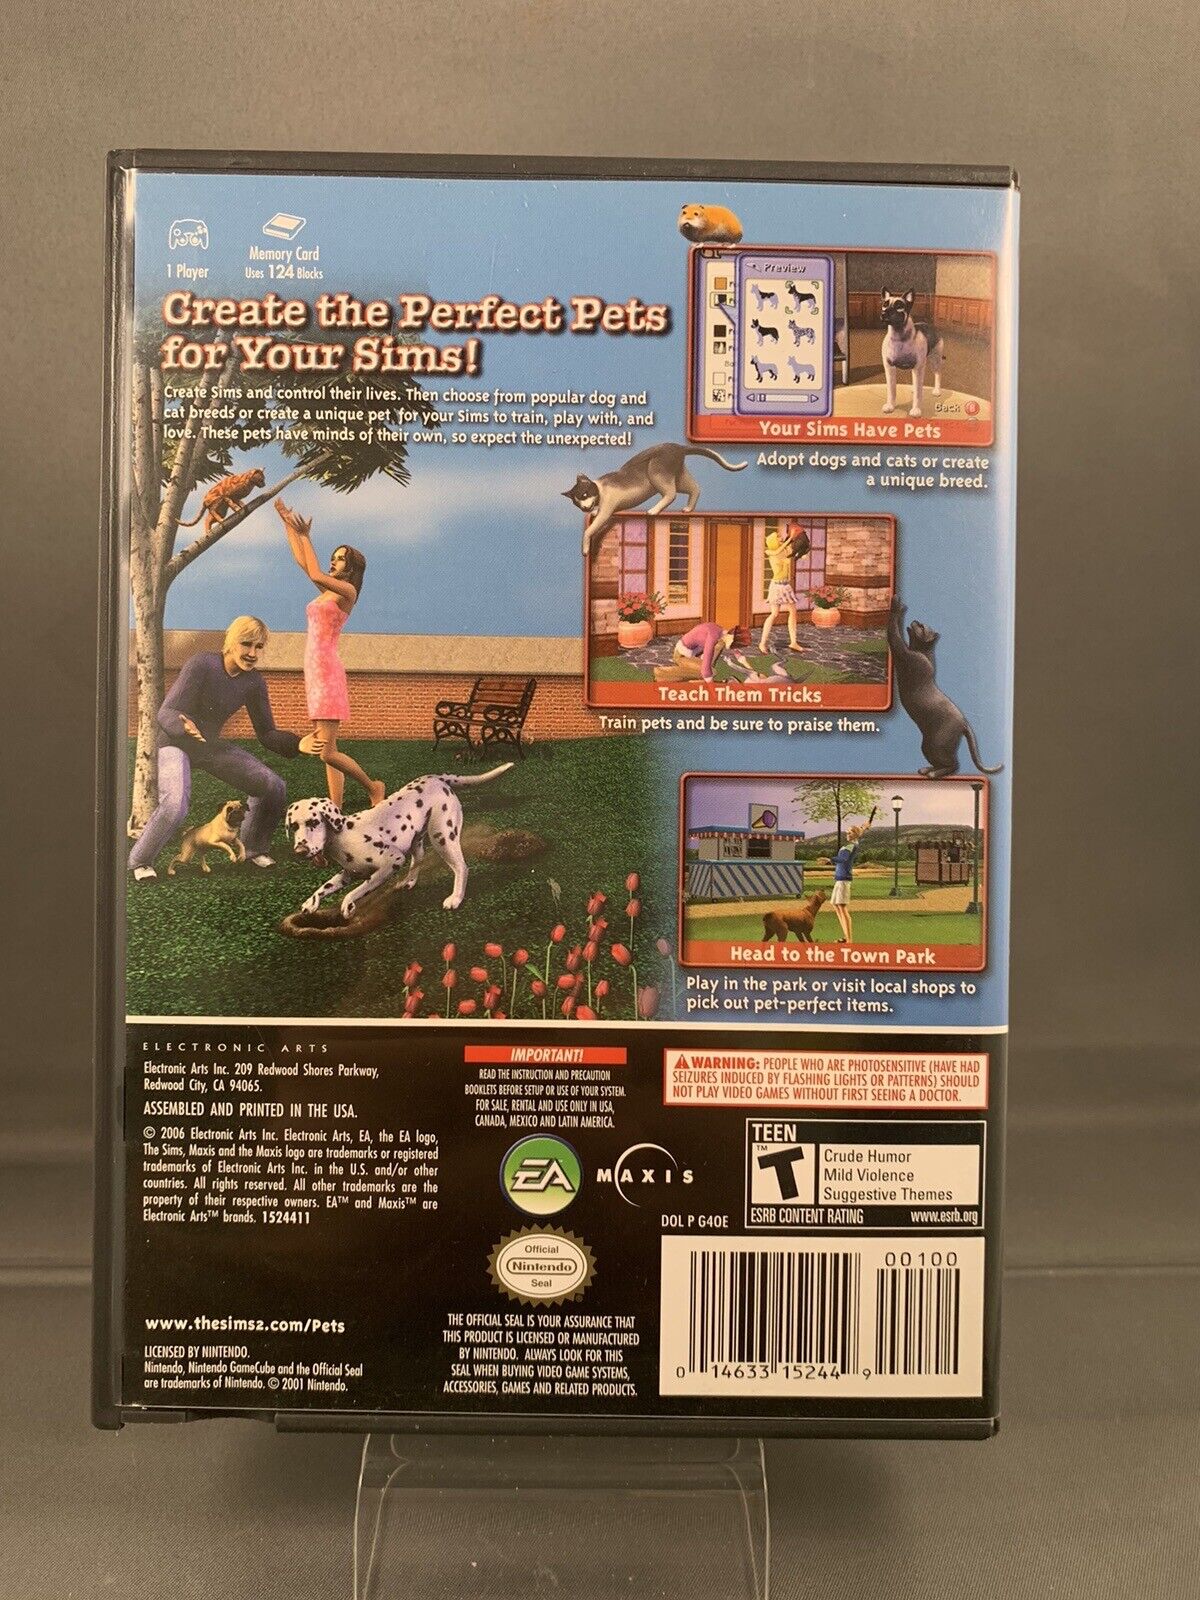 1 Player
Memory Card
Uses 124 Blocks
Create the Perfect Pets
for Your Sims!
Create Sims and control their lives. Then choose from popular dog and
cat breeds or create a unique pet for your Sims to train, play with, and
love. These pets have minds of their own, so expect the unexpected!
Preview
Back B
Your Sims Have Pets
Adopt dogs and cats or create
a unique breed.
Teach Them Tricks
Train pets and be sure to praise them.
Head to the Town Park
Play in the park or visit local shops to
pick out pet-perfect items.
ELECTRONIC ARTS
Electronic Arts Inc. 209 Redwood Shores Parkway,
Redwood City, CA 94065.
ASSEMBLED AND PRINTED IN THE USA.
© 2006 Electronic Arts Inc. Electronic Arts, EA, the EA logo,
The Sims, Maxis and the Maxis logo are trademarks or registered
trademarks of Electronic Arts Inc. in the U.S. and/or other
countries. All rights reserved. All other trademarks are the
property of their respective owners. EA™ and Maxis™ are
Electronic Arts™ brands. 1524411
www.thesims2.com/Pets
LICENSED BY NINTENDO.
Nintendo, Nintendo GameCube and the Official Seal
are trademarks of Nintendo. © 2001 Nintendo.
IMPORTANT!
READ THE INSTRUCTION AND PRECAUTION
BOOKLETS BEFORE SETUP OR USE OF YOUR SYSTEM.
FOR SALE, RENTAL AND USE ONLY IN USA,
CANADA, MEXICO AND LATIN AMERICA.
EA
MAXIS
Official
Nintendo
Seal
THE OFFICIAL SEAL IS YOUR ASSURANCE THAT
THIS PRODUCT IS LICENSED OR MANUFACTURED
BY NINTENDO. ALWAYS LOOK FOR THIS
SEAL WHEN BUYING VIDEO GAME SYSTEMS,
ACCESSORIES, GAMES AND RELATED PRODUCTS.
WARNING: PEOPLE WHO ARE PHOTOSENSITIVE (HAVE HAD
SEIZURES INDUCED BY FLASHING LIGHTS OR PATTERNS) SHOULD
NOT PLAY VIDEO GAMES WITHOUT FIRST SEEING A DOCTOR.
TEEN
T™
Crude Humor
Mild Violence
Suggestive Themes
ESRB CONTENT RATING www.esrb.org
DOL P G4OE
00100
0 14633 15244 9